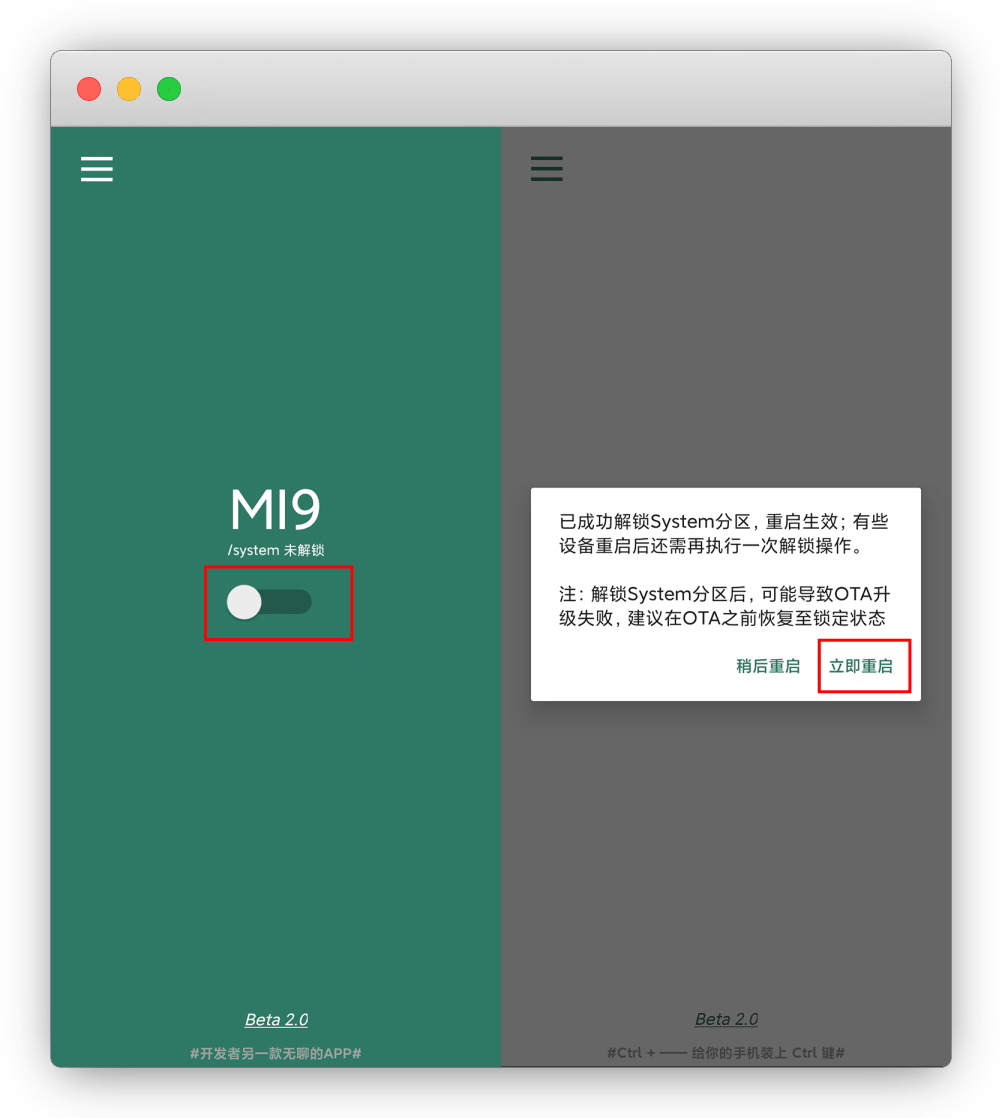 MI9
/system 未解锁
Beta 2.0
#开发者另一款无聊的APP#
已成功解锁System分区，重启生效；有些
设备重启后还需再执行一次解锁操作。
注：解锁System分区后，可能导致OTA升
级失败，建议在OTA之前恢复至锁定状态
稍后重启 立即重启
Beta 2.0
#Ctrl + —— 给你的手机装上 Ctrl 键#